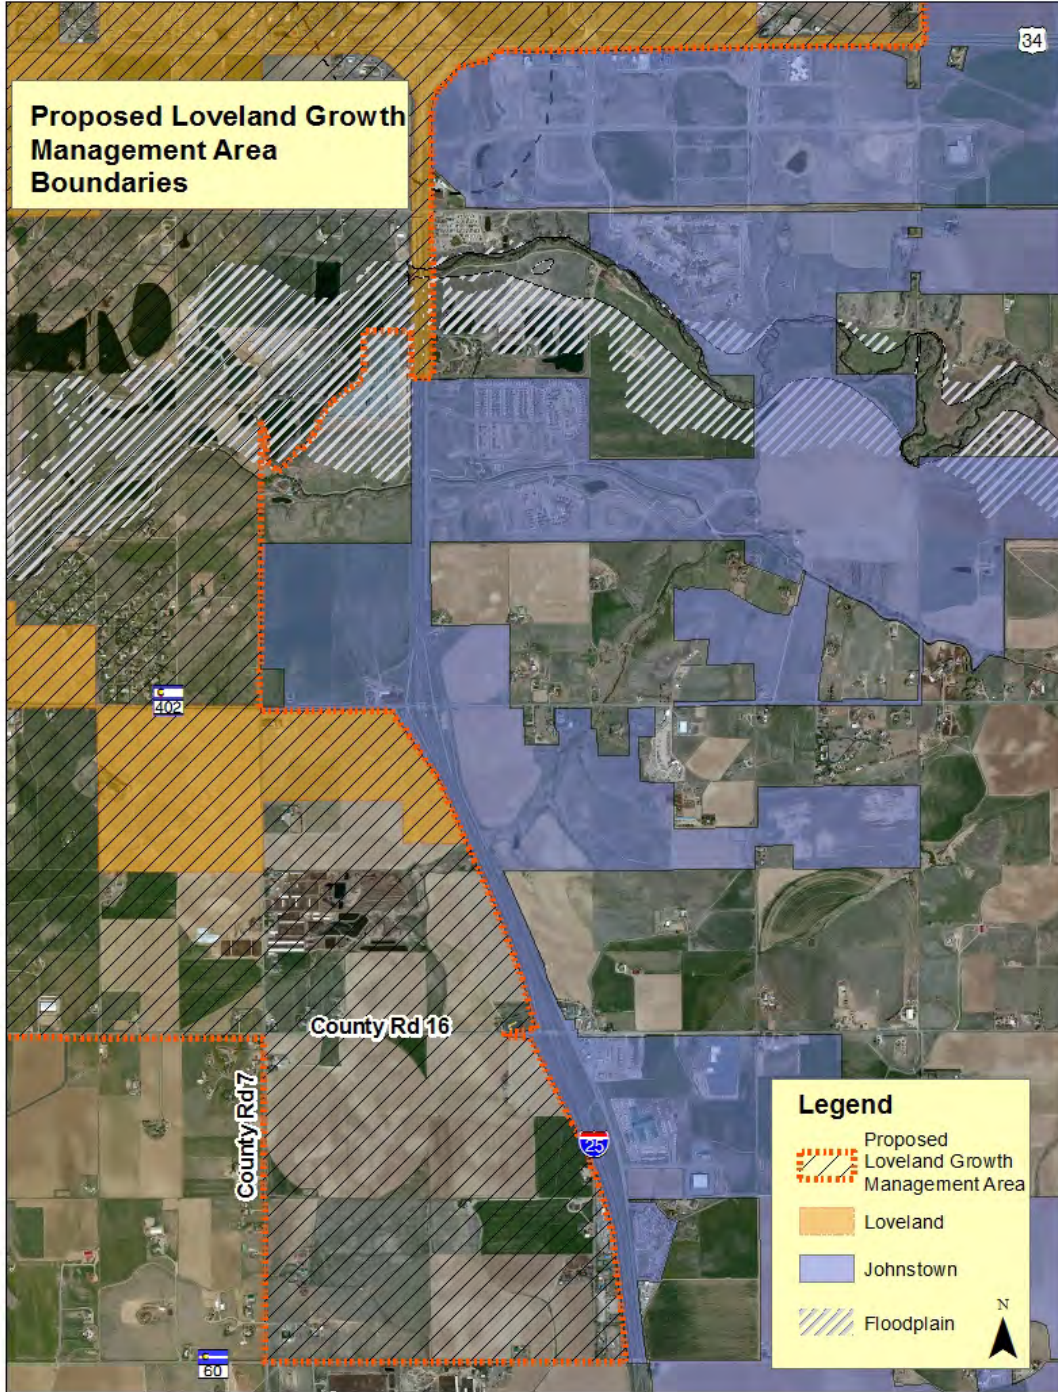 34
Proposed Loveland Growth
Management Area
Boundaries
402
County Rd 16
County Rd 7
25
60
Legend
Proposed
Loveland Growth
Management Area
Loveland
Johnstown
Floodplain
N